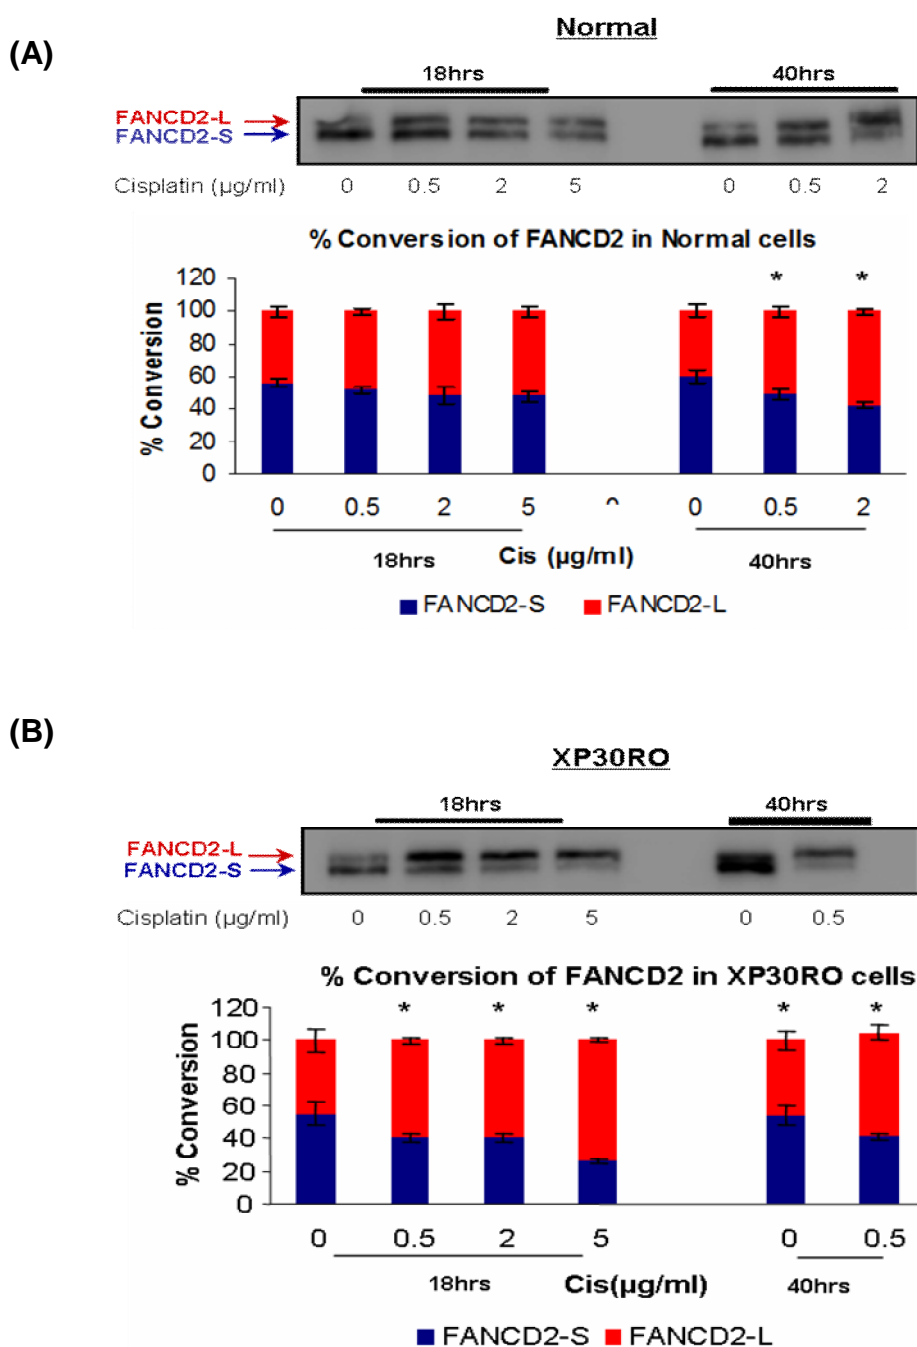 (A)
Normal
18hrs 40hrs
FANCD2-L
FANCD2-S
Cisplatin (µg/ml) 0 0.5 2 5 0 0.5 2
% Conversion of FANCD2 in Normal cells
120 * *
100
80
60
40
20
0
% Conversion
0 0.5 2 5 0 0.5 2
18hrs Cis (µg/ml) 40hrs
FANCD2-S FANCD2-L
(B)
XP30RO
18hrs 40hrs
FANCD2-L
FANCD2-S
Cisplatin (µg/ml) 0 0.5 2 5 0 0.5
% Conversion of FANCD2 in XP30RO cells
120 * * * * *
100
80
60
40
20
0
% Conversion
0 0.5 2 5 0 0.5
18hrs Cis(µg/ml) 40hrs
FANCD2-S FANCD2-L